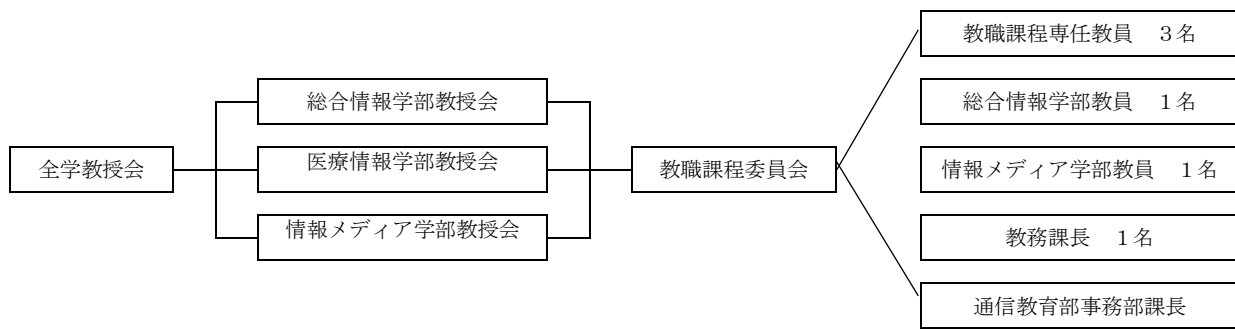 全学教授会
総合情報学部教授会
医療情報学部教授会
情報メディア学部教授会
教職課程委員会
教職課程専任教員　３名
総合情報学部教員　１名
情報メディア学部教員　１名
教務課長　１名
通信教育部事務部課長